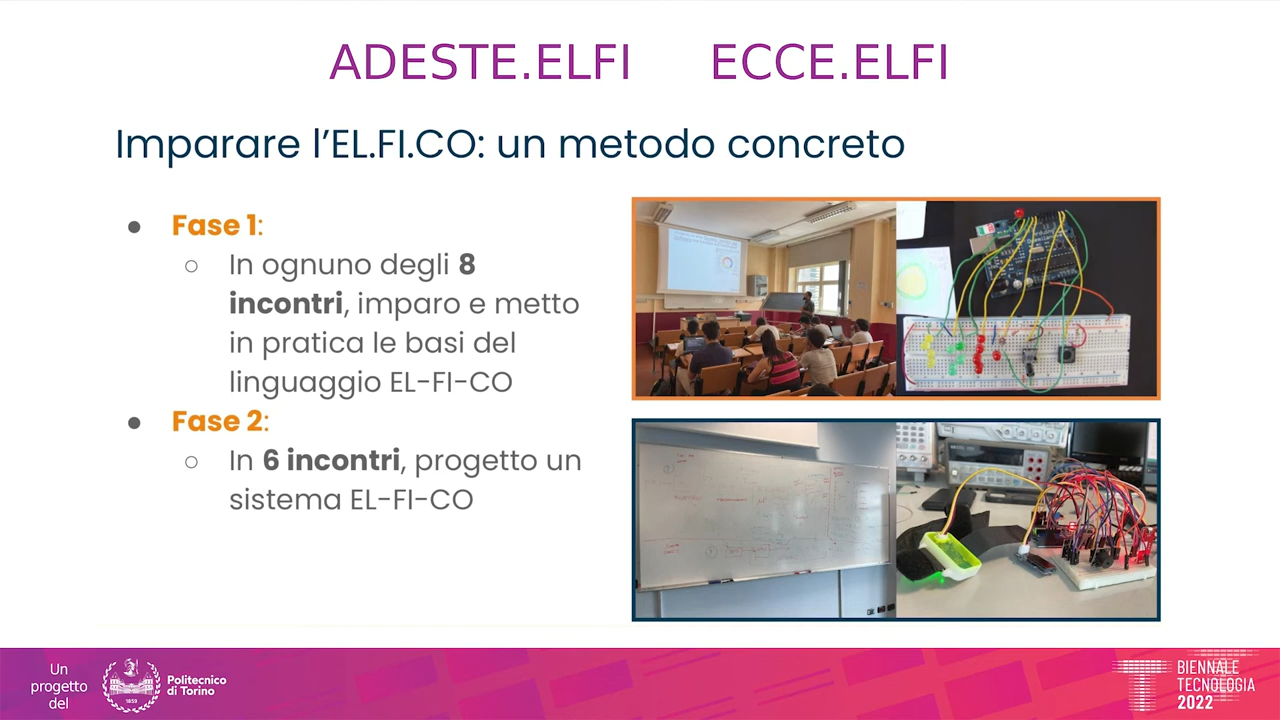 ADESTE.ELFI ECCE.ELFI
Imparare l’EL.FI.CO: un metodo concreto
● Fase 1:
○ In ognuno degli 8
incontri, imparo e metto
in pratica le basi del
linguaggio EL-FI-CO
● Fase 2:
○ In 6 incontri, progetto un
sistema EL-FI-CO
Un
progetto
del
Politecnico
di Torino
1859
BIENNALE
TECNOLOGIA
2022